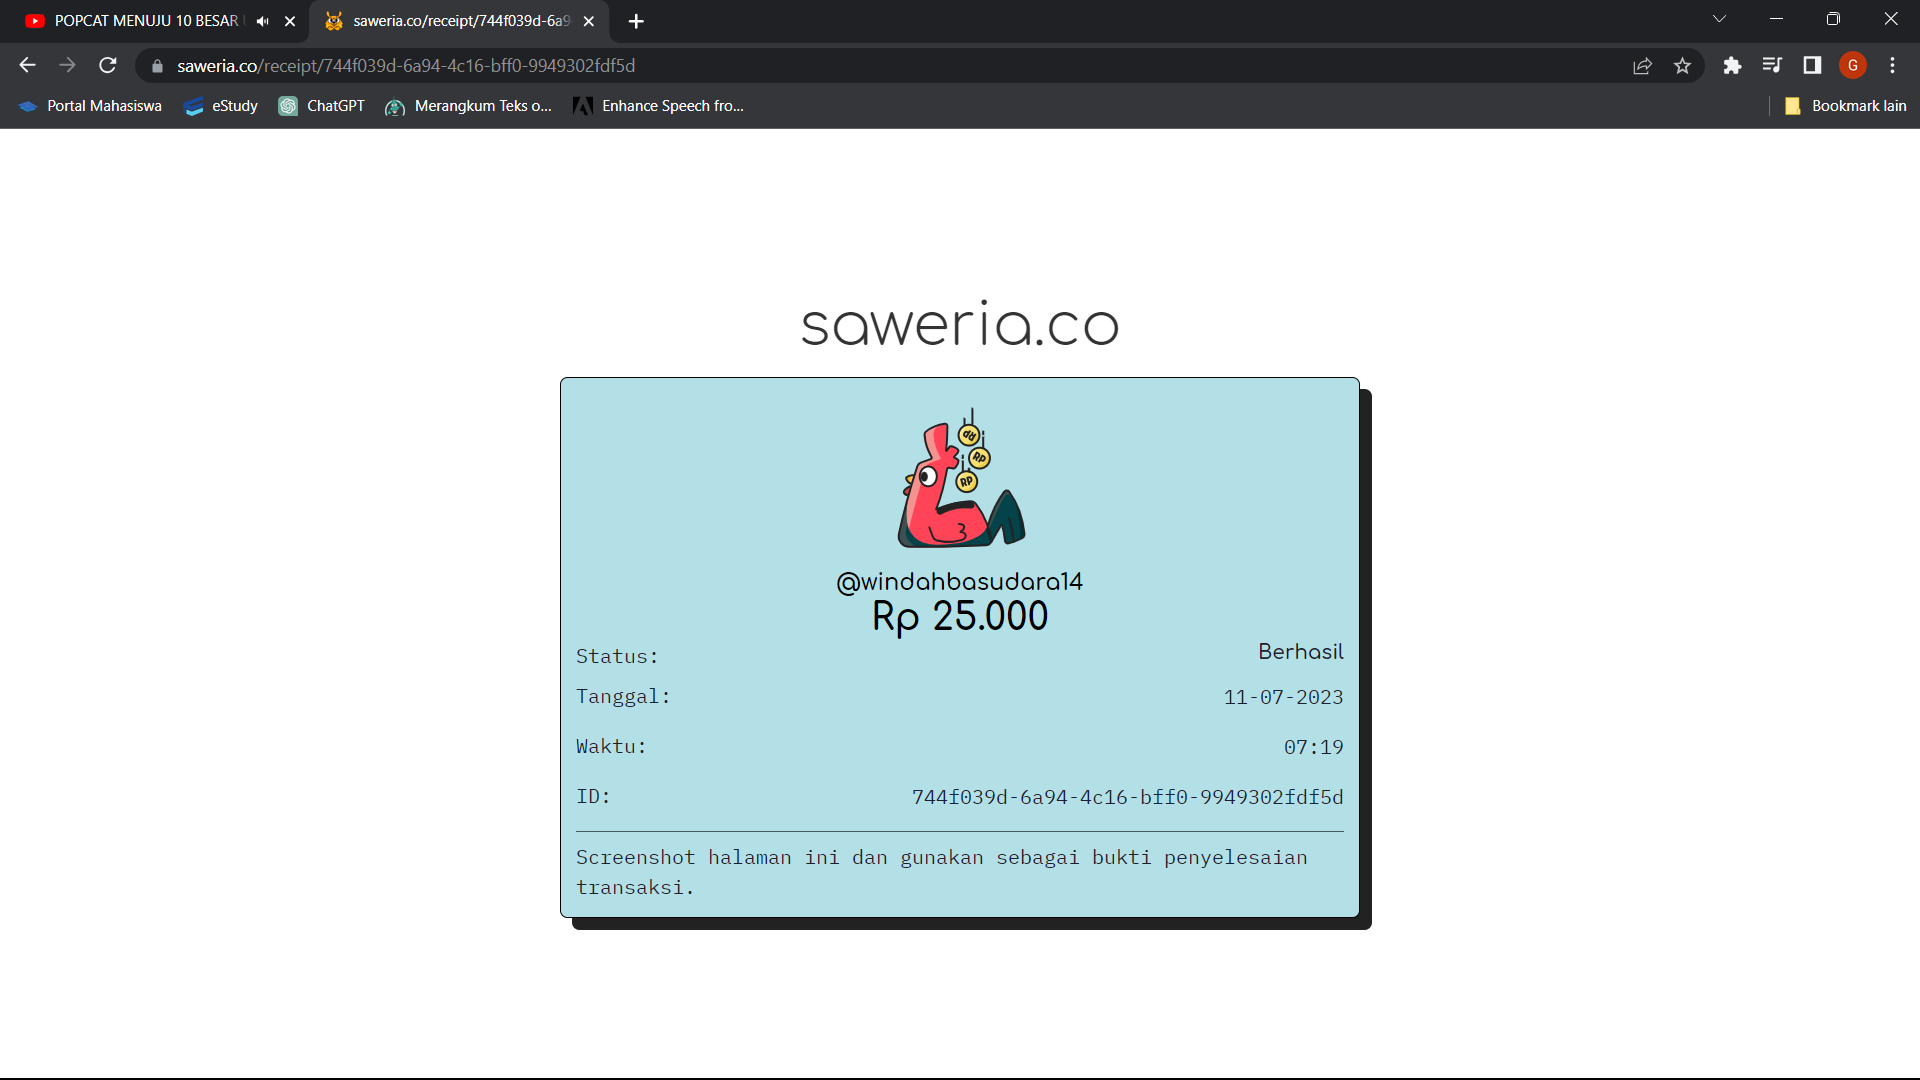 POPCAT MENUJU 10 BESAR
saweria.co/receipt/744f039d-6a9
saweria.co/receipt/744f039d-6a94-4c16-bff0-9949302fdf5d
G
Portal Mahasiswa
eStudy
ChatGPT
Merangkum Teks o...
Enhance Speech fro...
Bookmark lain
saweria.co
RP
RP
RP
@windahbasudara14
Rp 25.000
Status: Berhasil
Tanggal: 11-07-2023
Waktu: 07:19
ID: 744f039d-6a94-4c16-bff0-9949302fdf5d
Screenshot halaman ini dan gunakan sebagai bukti penyelesaian
transaksi.